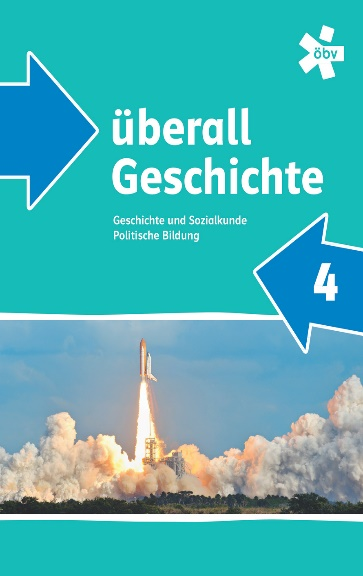 öbv
überall
Geschichte
Geschichte und Sozialkunde
Politische Bildung
4